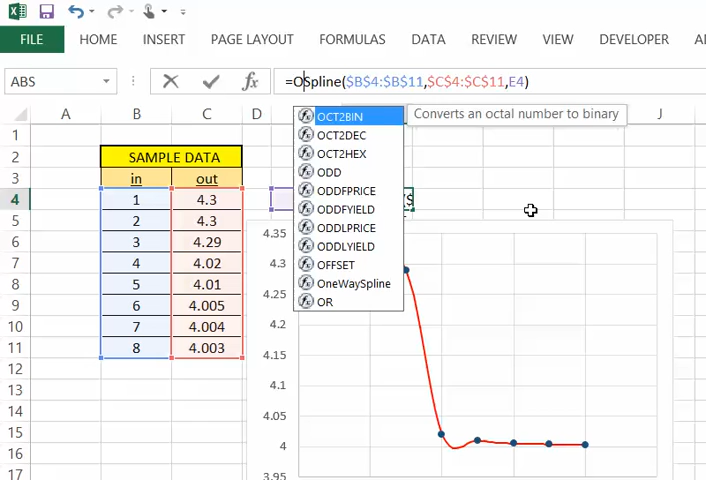 FILE HOME INSERT PAGE LAYOUT FORMULAS DATA REVIEW VIEW DEVELOPER
ABS fx =OSpline($B$4:$B$11,$C$4:$C$11,E4)
A B C D J
OCT2BIN Converts an octal number to binary
OCT2DEC
OCT2HEX
ODD
ODDFPRICE
ODDFYIELD
ODDLPRICE
ODDLYIELD
OFFSET
OneWaySpline
OR
1
2 SAMPLE DATA
3 in out
4 1 4.3
5 2 4.3
6 3 4.29
7 4 4.02
8 5 4.01
9 6 4.005
10 7 4.004
11 8 4.003
12
13
14
15
16
17
4.35
4.3
4.25
4.2
4.15
4.1
4.05
4
3.95